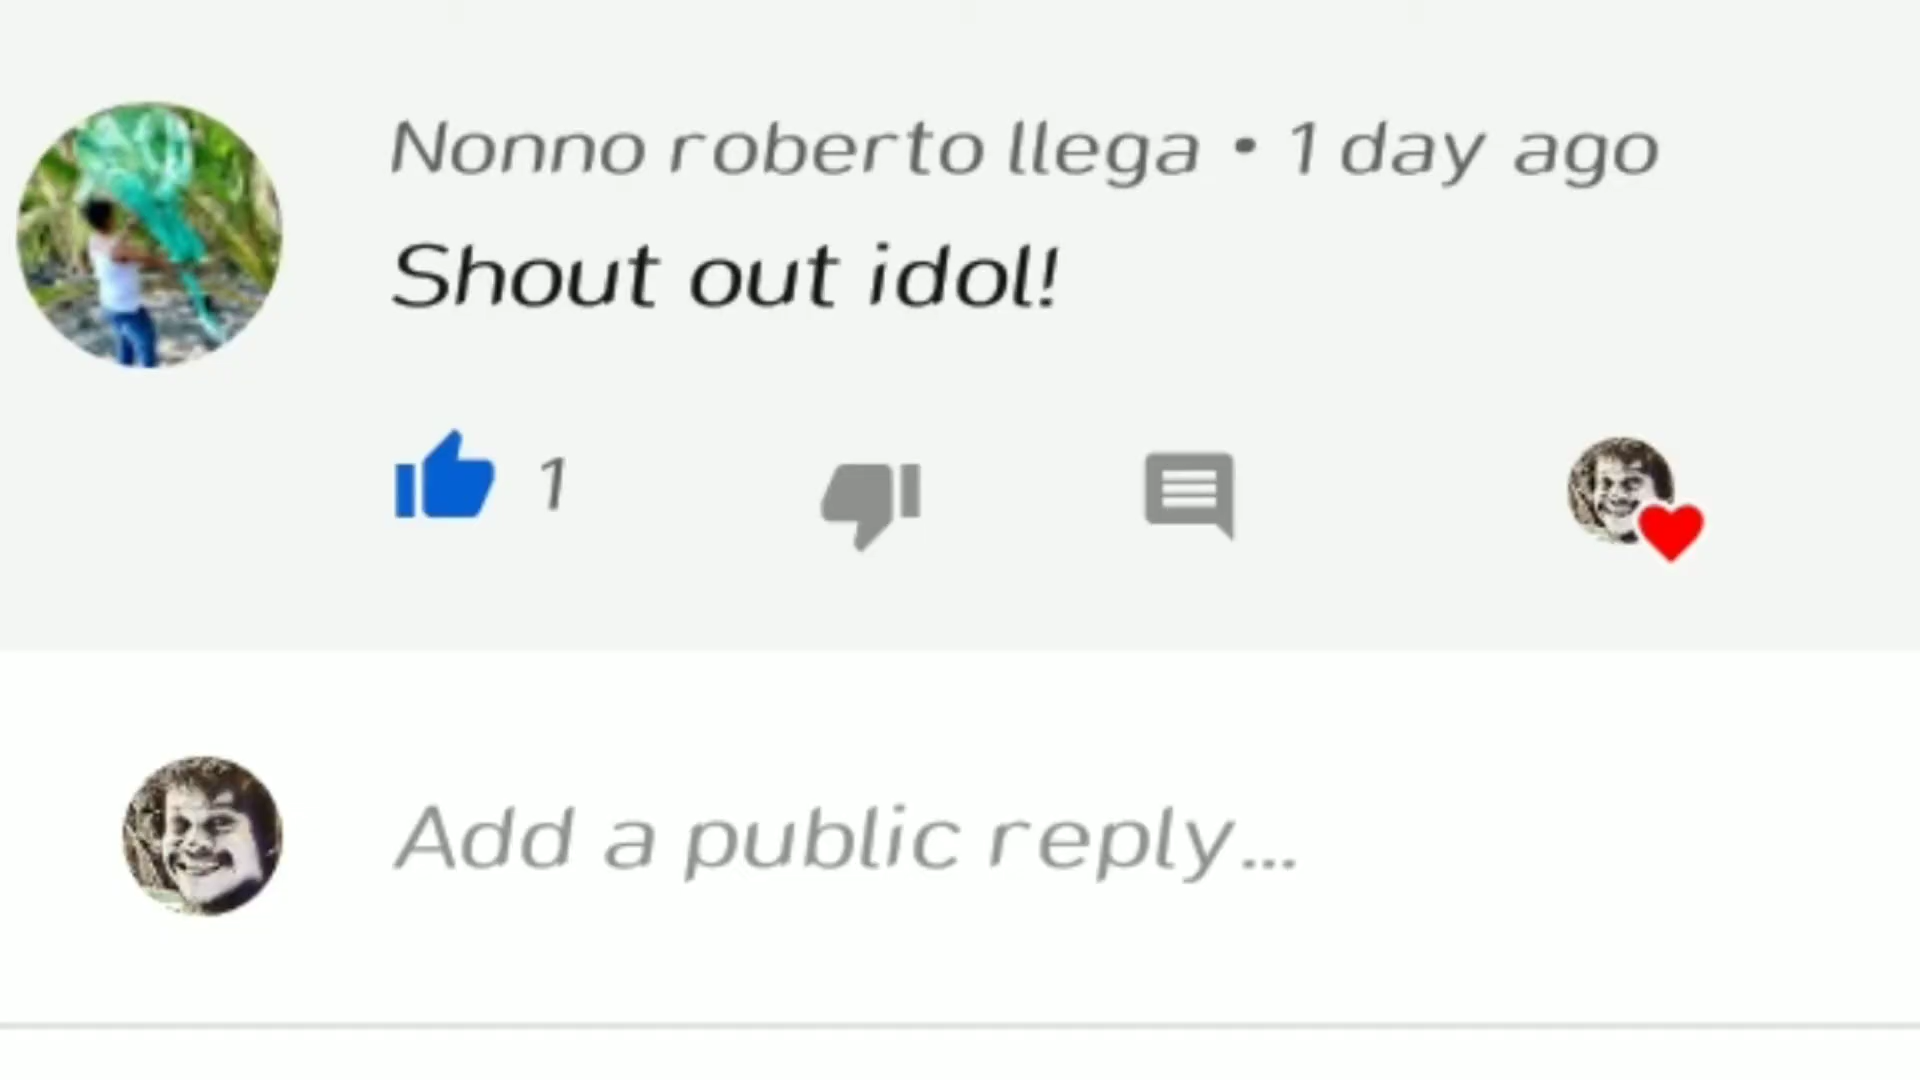 Nonno roberto llega • 1 day ago
Shout out idol!
1
Add a public reply...